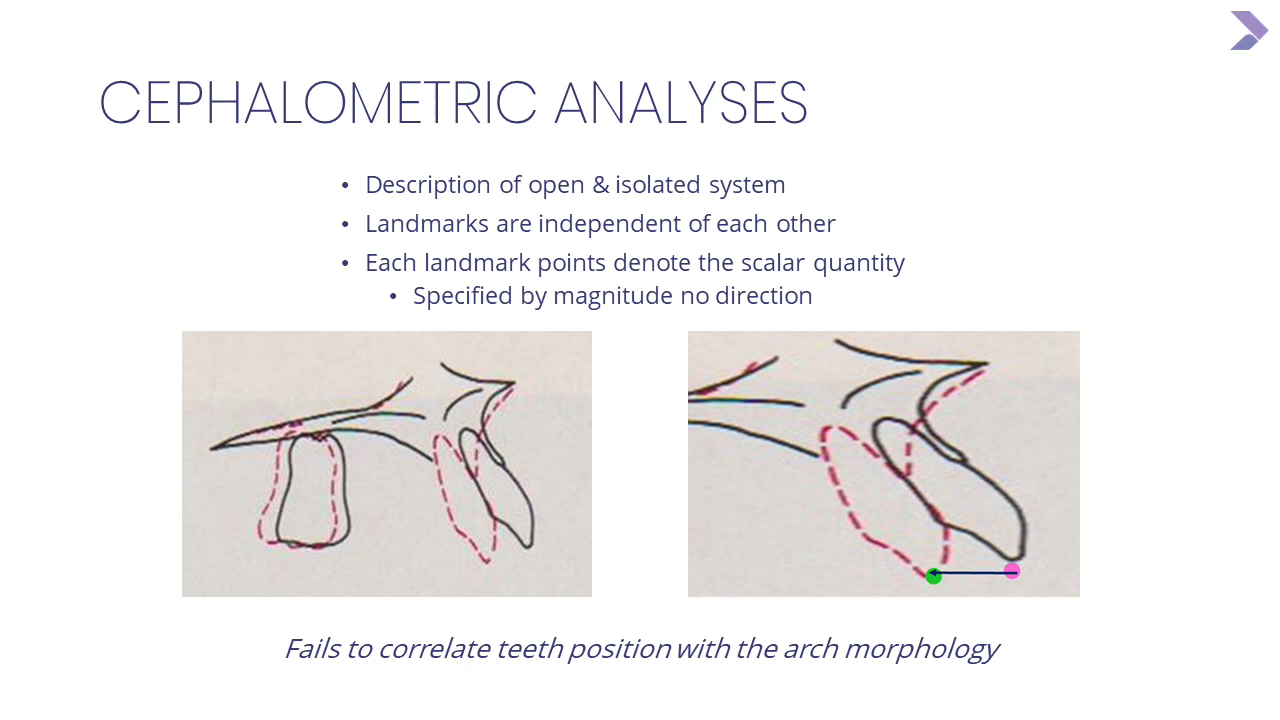 CEPHALOMETRIC ANALYSES
• Description of open & isolated system
• Landmarks are independent of each other
• Each landmark points denote the scalar quantity
• Specified by magnitude no direction
Fails to correlate teeth position with the arch morphology